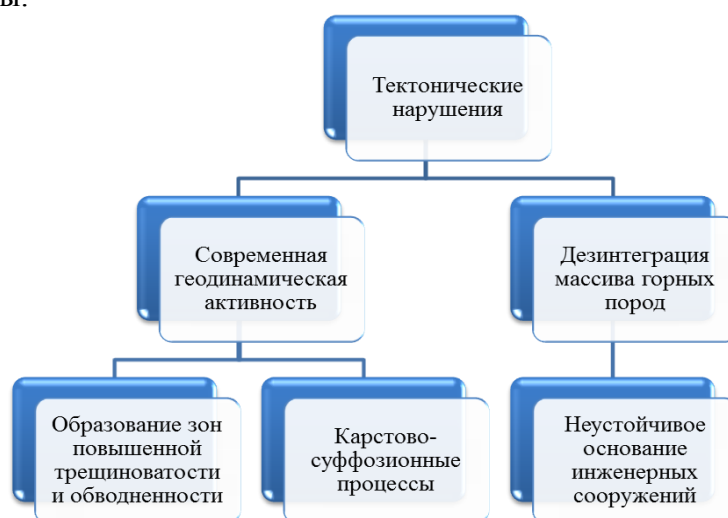 ы.
Тектонические
нарушения
Современная
геодинамическая
активность
Дезинтеграция
массива горных
пород
Образование зон
повышенной
трещиноватости
и обводненности
Карстово-
суффозионные
процессы
Неустойчивое
основание
инженерных
сооружений